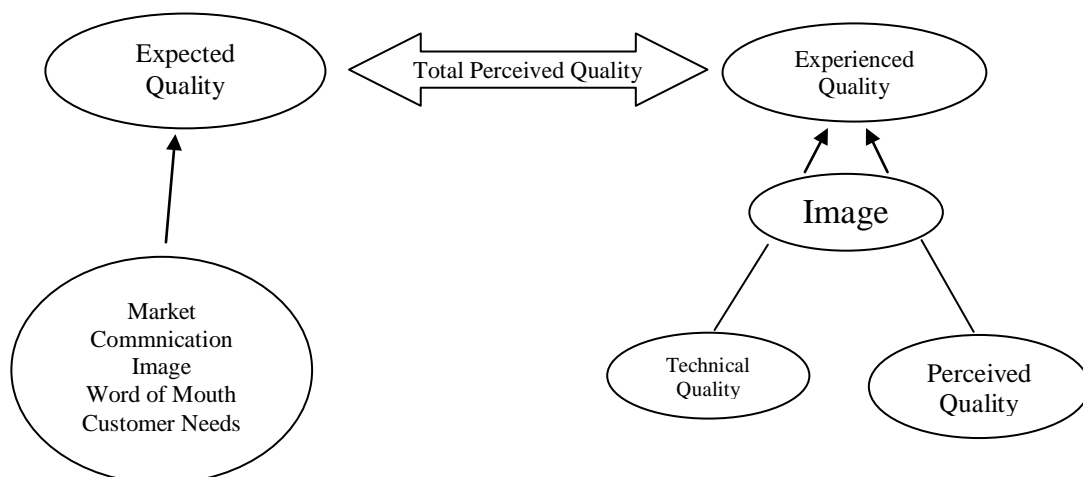 Expected
Quality
Total Perceived Quality
Experienced
Quality
Image
Market
Commnication
Image
Word of Mouth
Customer Needs
Technical
Quality
Perceived
Quality